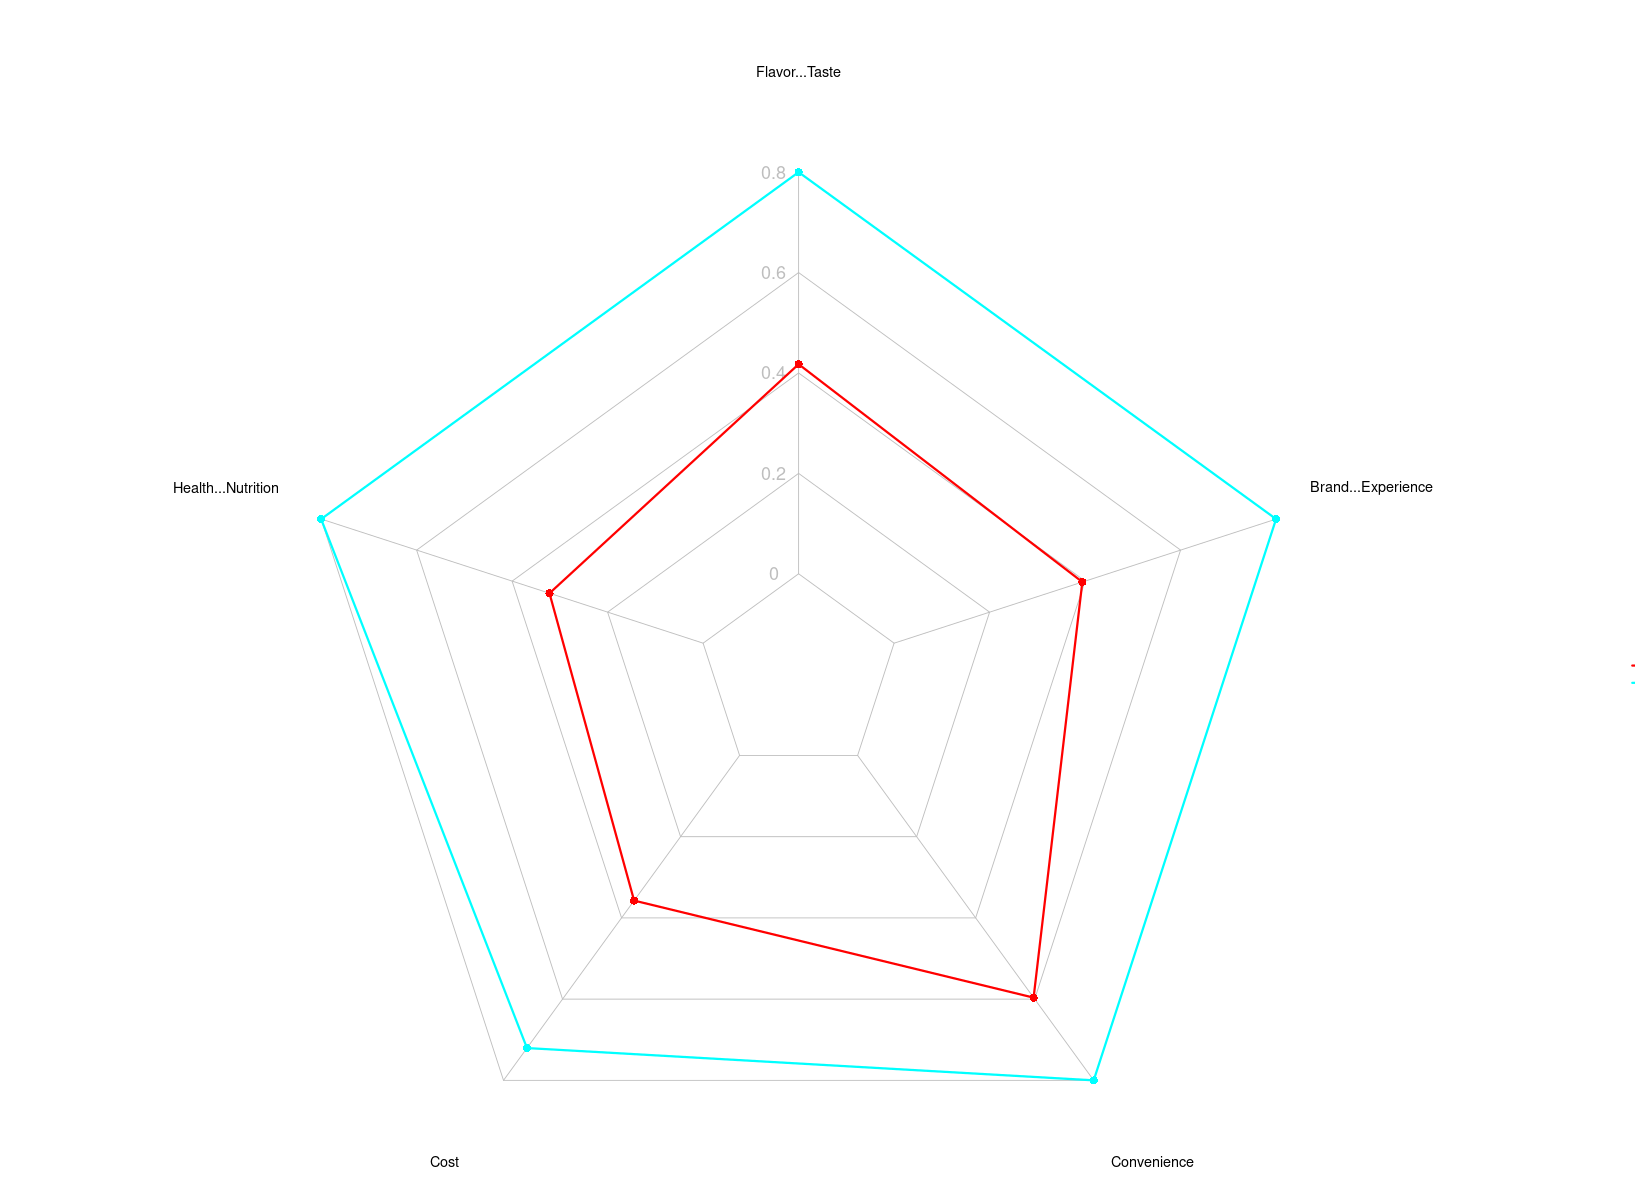 Flavor...Taste
0.8
0.6
0.4
0.2
Health...Nutrition
Brand...Experience
0
Cost
Convenience